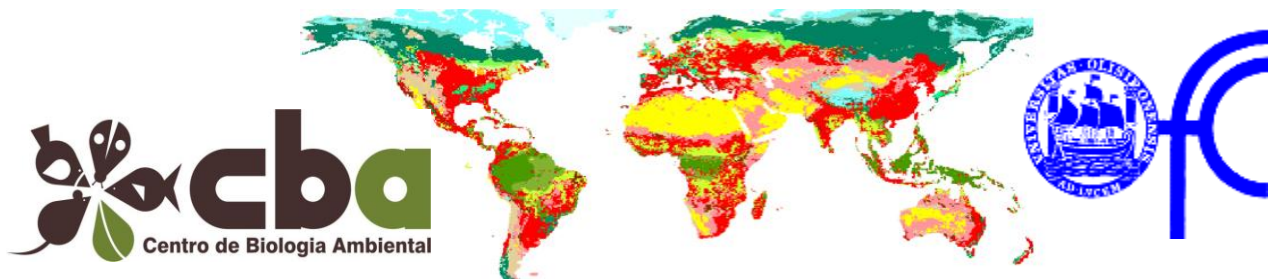 cba
Centro de Biologia Ambiental
UNIVERSITAS · OLISIPONENSIS
AD LUCEM
fc